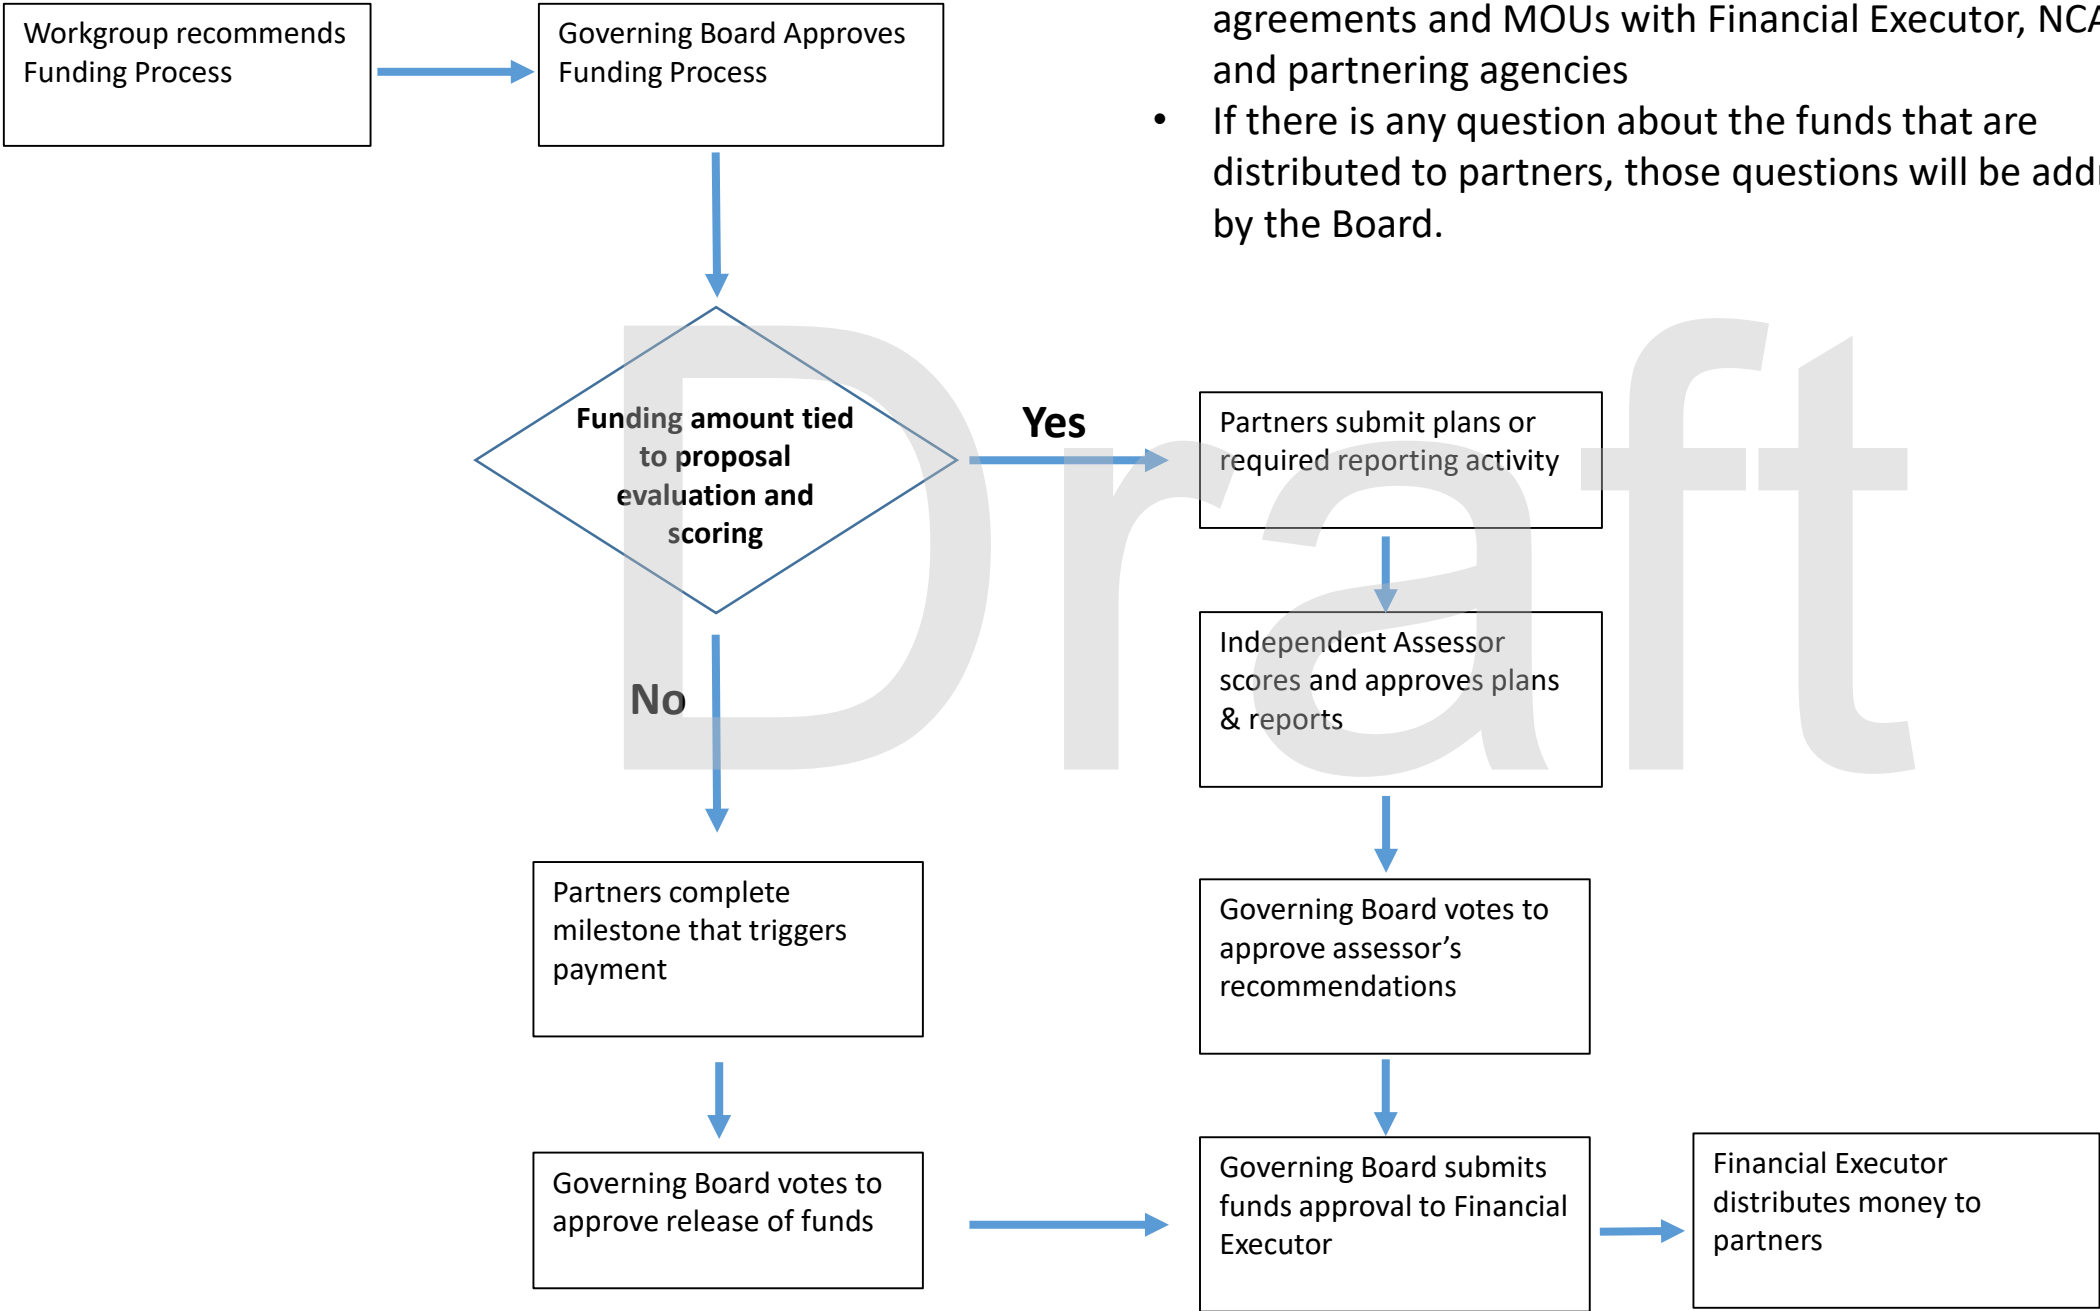 agreements and MOUs with Financial Executor,
and partnering agencies
• If there is any question about the funds that are
distributed to partners, those questions will be
by the Board.
Workgroup recommends
Funding Process
Governing Board Approves
Funding Process
Funding amount tied
to proposal
evaluation and
scoring
Yes
No
Partners submit plans or
required reporting activity
Independent Assessor
scores and approves plans
& reports
Governing Board votes to
approve assessor’s
recommendations
Partners complete
milestone that triggers
payment
Governing Board votes to
approve release of funds
Governing Board submits
funds approval to Financial
Executor
Financial Executor
distributes money to
partners
Draft